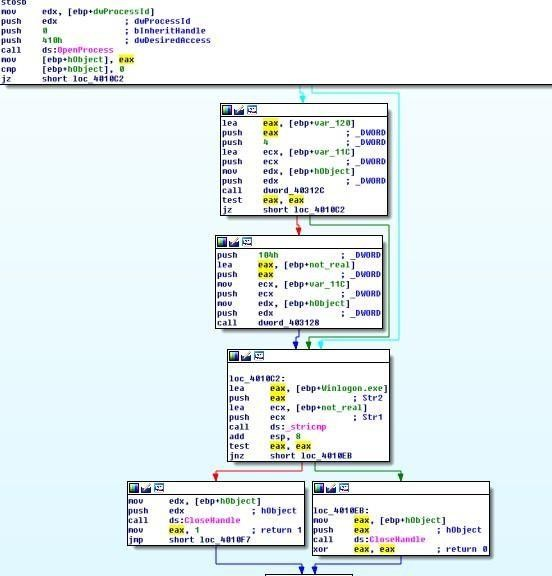 stosb
mov edx, [ebp+dwProcessId]
push edx ; dwProcessId
push 0 ; bInheritHandle
push 410h ; dwDesiredAccess
call ds:OpenProcess
mov [ebp+hObject], eax
cmp [ebp+hObject], 0
jz short loc_4010C2
lea eax, [ebp+var_120]
push eax ; _DWORD
push 4 ; _DWORD
lea ecx, [ebp+var_11C]
push ecx ; _DWORD
mov edx, [ebp+hObject]
push edx ; _DWORD
call dword_40312C
test eax, eax
jz short loc_4010C2
push 104h ; _DWORD
lea eax, [ebp+not_real]
push eax ; _DWORD
mov ecx, [ebp+var_11C]
push ecx ; _DWORD
mov edx, [ebp+hObject]
push edx ; _DWORD
call dword_403128
loc_4010C2:
lea eax, [ebp+Winlogon.exe]
push eax ; Str2
lea ecx, [ebp+not_real]
push ecx ; Str1
call ds:_stricmp
add esp, 8
test eax, eax
jnz short loc_4010EB
mov edx, [ebp+hObject]
push edx ; hObject
call ds:CloseHandle
mov eax, 1 ; return 1
jmp short loc_4010F7
loc_4010EB:
mov eax, [ebp+hObject]
push eax ; hObject
call ds:CloseHandle
xor eax, eax ; return 0